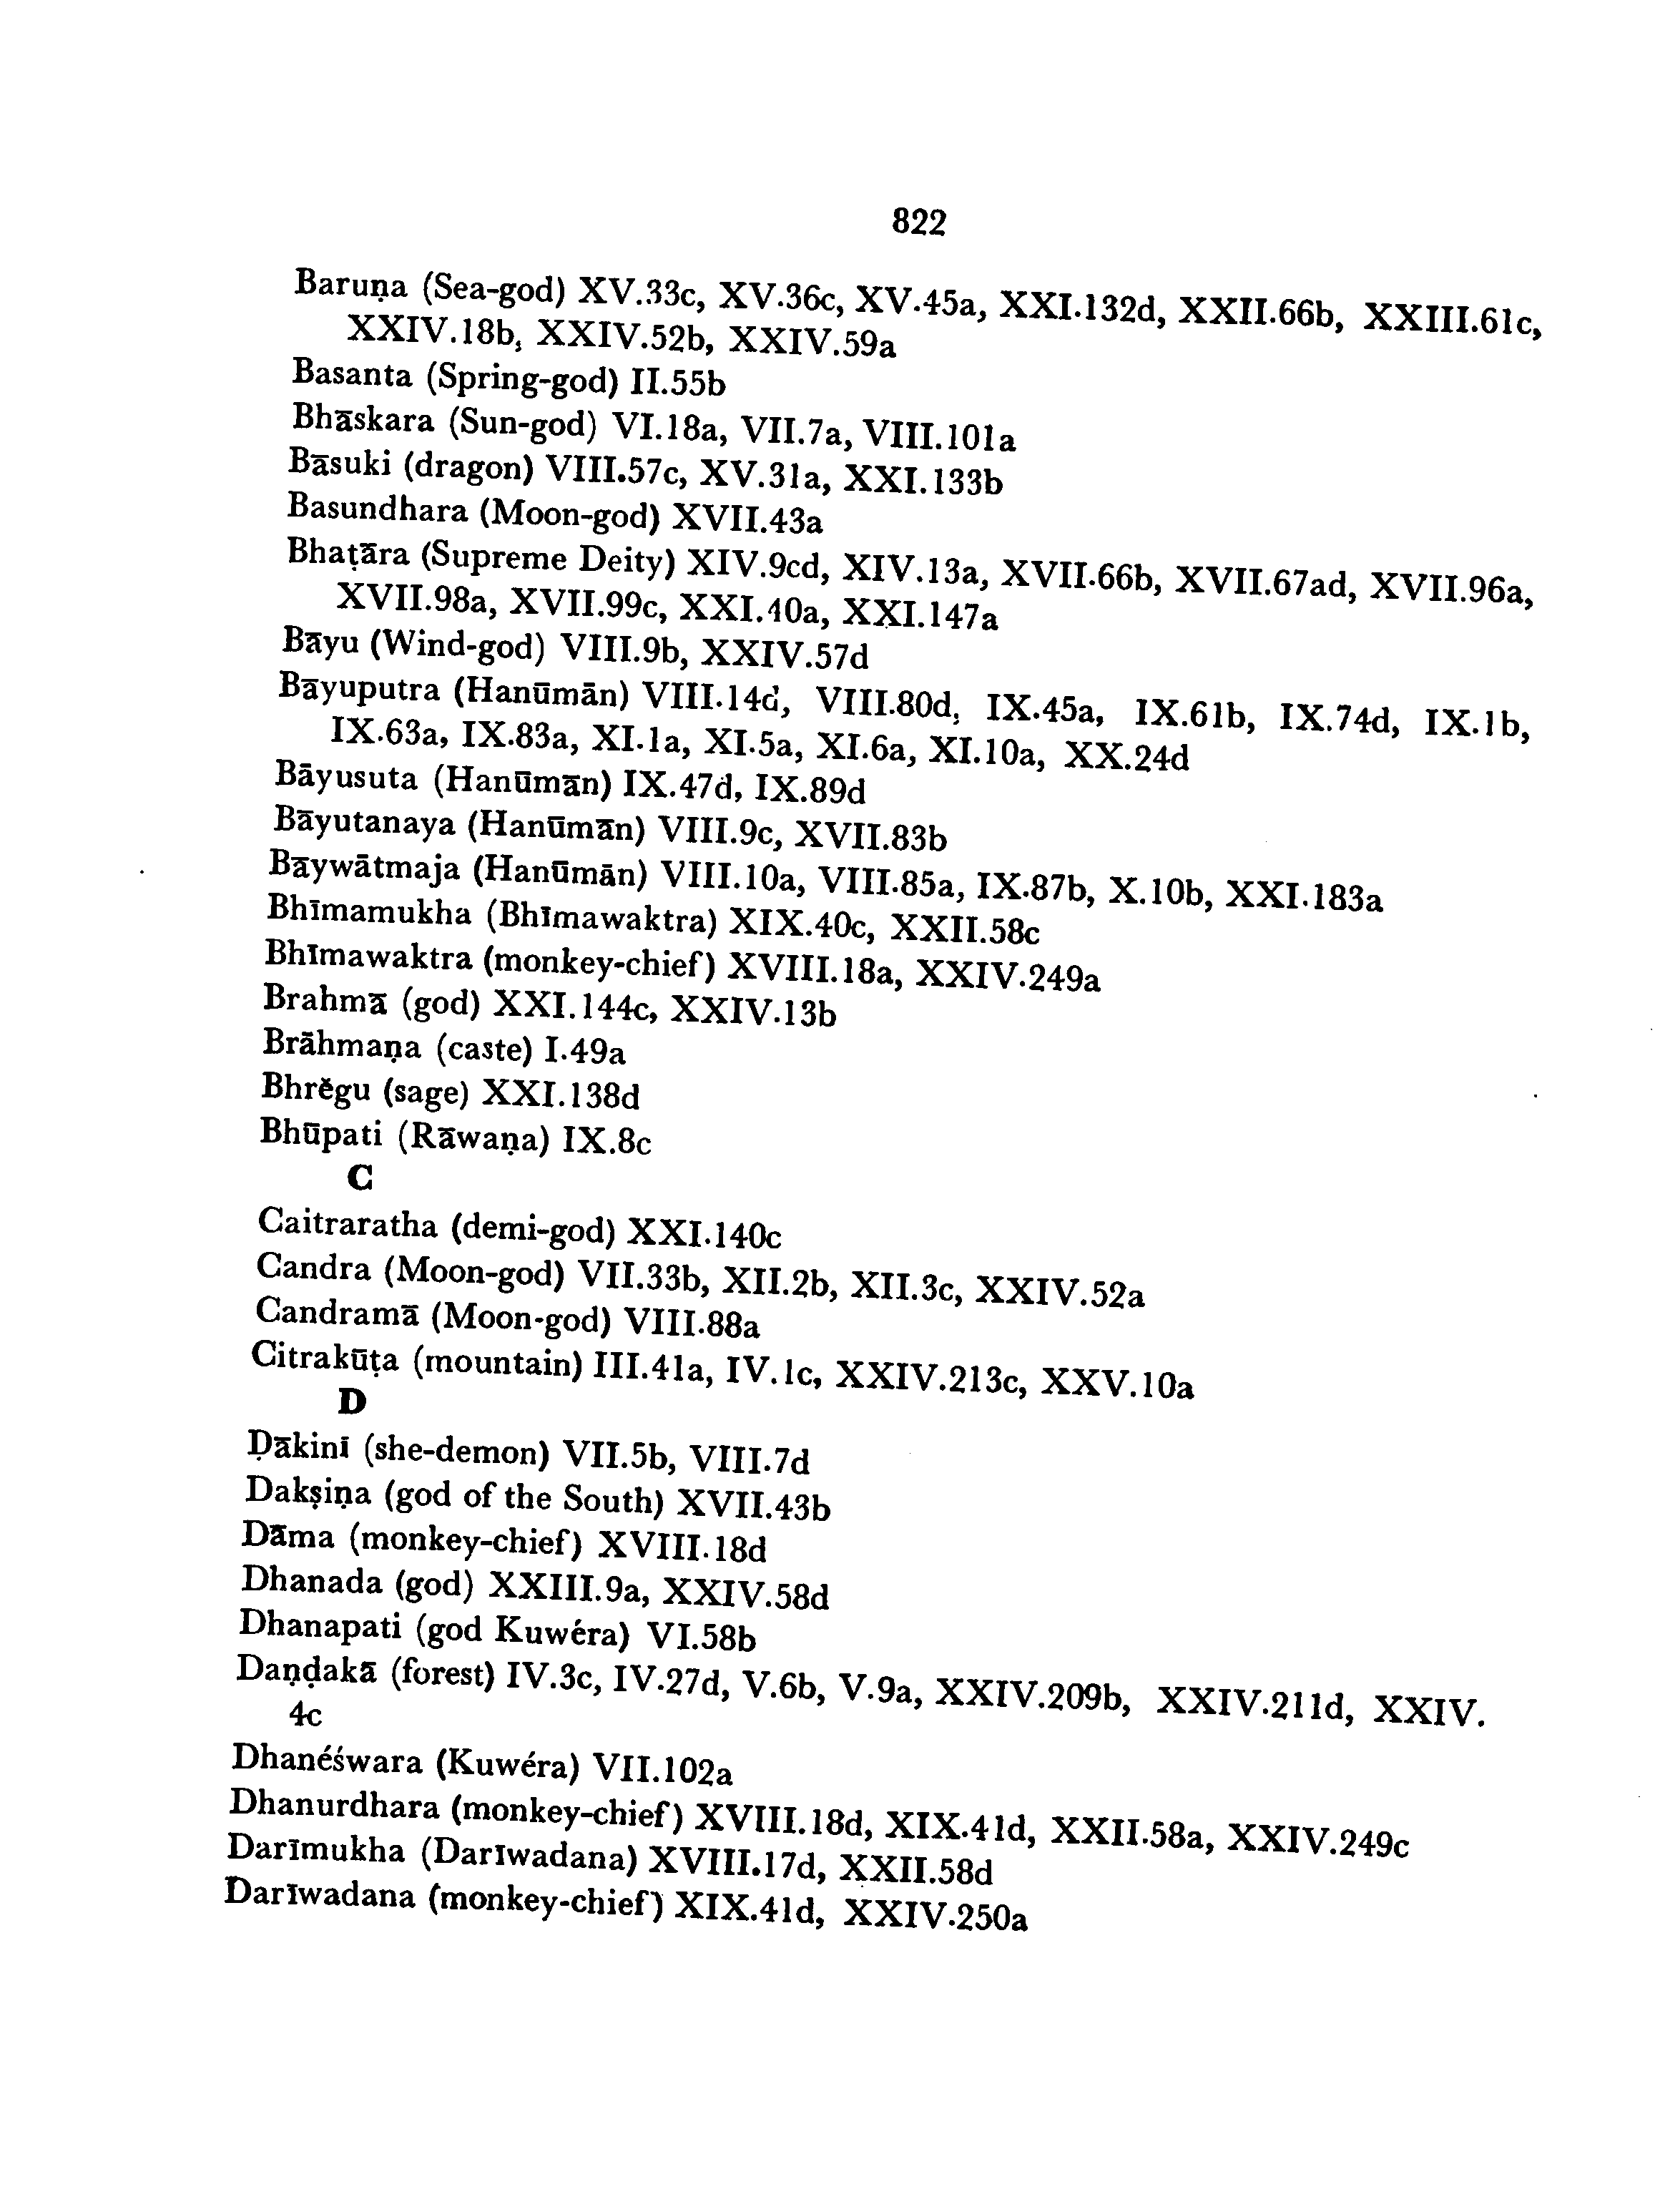 822
Baruṇa (Sea-god) XV.33c, XV.36c, XV.45a, XXI.132d, XXII.66b, XXIII.61c,
XXIV.18b, XXIV.52b, XXIV.59a
Basanta (Spring-god) II.55b
Bhāskara (Sun-god) VI.18a, VII.7a, VIII.101a
Bāsuki (dragon) VIII.57c, XV.31a, XXI.133b
Basundhara (Moon-god) XVII.43a
Bhaṭāra (Supreme Deity) XIV.9cd, XIV.13a, XVII.66b, XVII.67ad, XVII.96a,
XVII.98a, XVII.99c, XXI.40a, XXI.147a
Bāyu (Wind-god) VIII.9b, XXIV.57d
Bāyuputra (Hanūmān) VIII.14d, VIII.80d, IX.45a, IX.61b, IX.74d, IX.1b,
IX.63a, IX.83a, XI.1a, XI.5a, XI.6a, XI.10a, XX.24d
Bāyusuta (Hanūmān) IX.47d, IX.89d
Bāyutanaya (Hanūmān) VIII.9c, XVII.83b
Bāywātmaja (Hanūmān) VIII.10a, VIII.85a, IX.87b, X.10b, XXI.183a
Bhīmamukha (Bhīmawaktra) XIX.40c, XXII.58c
Bhīmawaktra (monkey-chief) XVIII.18a, XXIV.249a
Brahmā (god) XXI.144c, XXIV.13b
Brāhmaṇa (caste) I.49a
Bhrĕgu (sage) XXI.138d
Bhūpati (Rāwaṇa) IX.8c
C
Caitraratha (demi-god) XXI.140c
Candra (Moon-god) VII.33b, XII.2b, XII.3c, XXIV.52a
Candramā (Moon-god) VIII.88a
Citrakūṭa (mountain) III.41a, IV.1c, XXIV.213c, XXV.10a
D
Ḍākinī (she-demon) VII.5b, VIII.7d
Dakṣiṇa (god of the South) XVII.43b
Dāma (monkey-chief) XVIII.18d
Dhanada (god) XXIII.9a, XXIV.58d
Dhanapati (god Kuwéra) VI.58b
Daṇḍakā (forest) IV.3c, IV.27d, V.6b, V.9a, XXIV.209b, XXIV.211d, XXIV.
4c
Dhanéśwara (Kuwéra) VII.102a
Dhanurdhara (monkey-chief) XVIII.18d, XIX.41d, XXII.58a, XXIV.249c
Darīmukha (Darīwadana) XVIII.17d, XXII.58d
Darīwadana (monkey-chief) XIX.41d, XXIV.250a